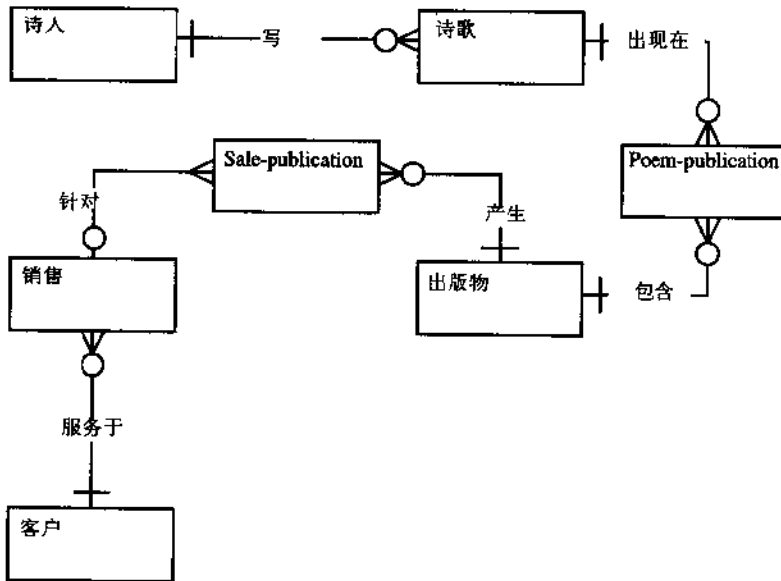 诗人
写
诗歌
出现在
Sale-publication
Poem-publication
针对
产生
销售
出版物
包含
服务于
客户